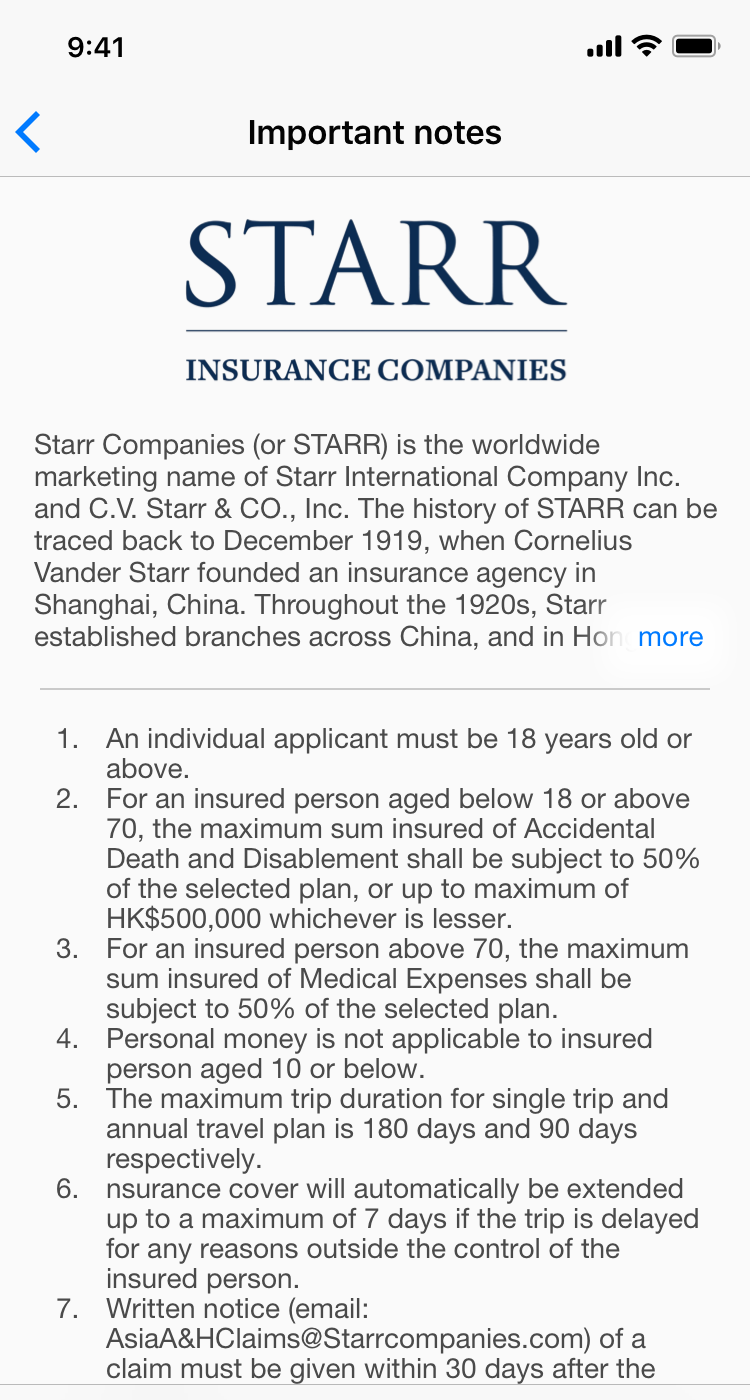 9:41
Important notes
STARR
INSURANCE COMPANIES
Starr Companies (or STARR) is the worldwide
marketing name of Starr International Company Inc.
and C.V. Starr & CO., Inc. The history of STARR can be
traced back to December 1919, when Cornelius
Vander Starr founded an insurance agency in
Shanghai, China. Throughout the 1920s, Starr
established branches across China, and in Hon more
1. An individual applicant must be 18 years old or
above.
2. For an insured person aged below 18 or above
70, the maximum sum insured of Accidental
Death and Disablement shall be subject to 50%
of the selected plan, or up to maximum of
HK$500,000 whichever is lesser.
3. For an insured person above 70, the maximum
sum insured of Medical Expenses shall be
subject to 50% of the selected plan.
4. Personal money is not applicable to insured
person aged 10 or below.
5. The maximum trip duration for single trip and
annual travel plan is 180 days and 90 days
respectively.
6. nsurance cover will automatically be extended
up to a maximum of 7 days if the trip is delayed
for any reasons outside the control of the
insured person.
7. Written notice (email:
AsiaA&HClaims@Starrcompanies.com) of a
claim must be given within 30 days after the